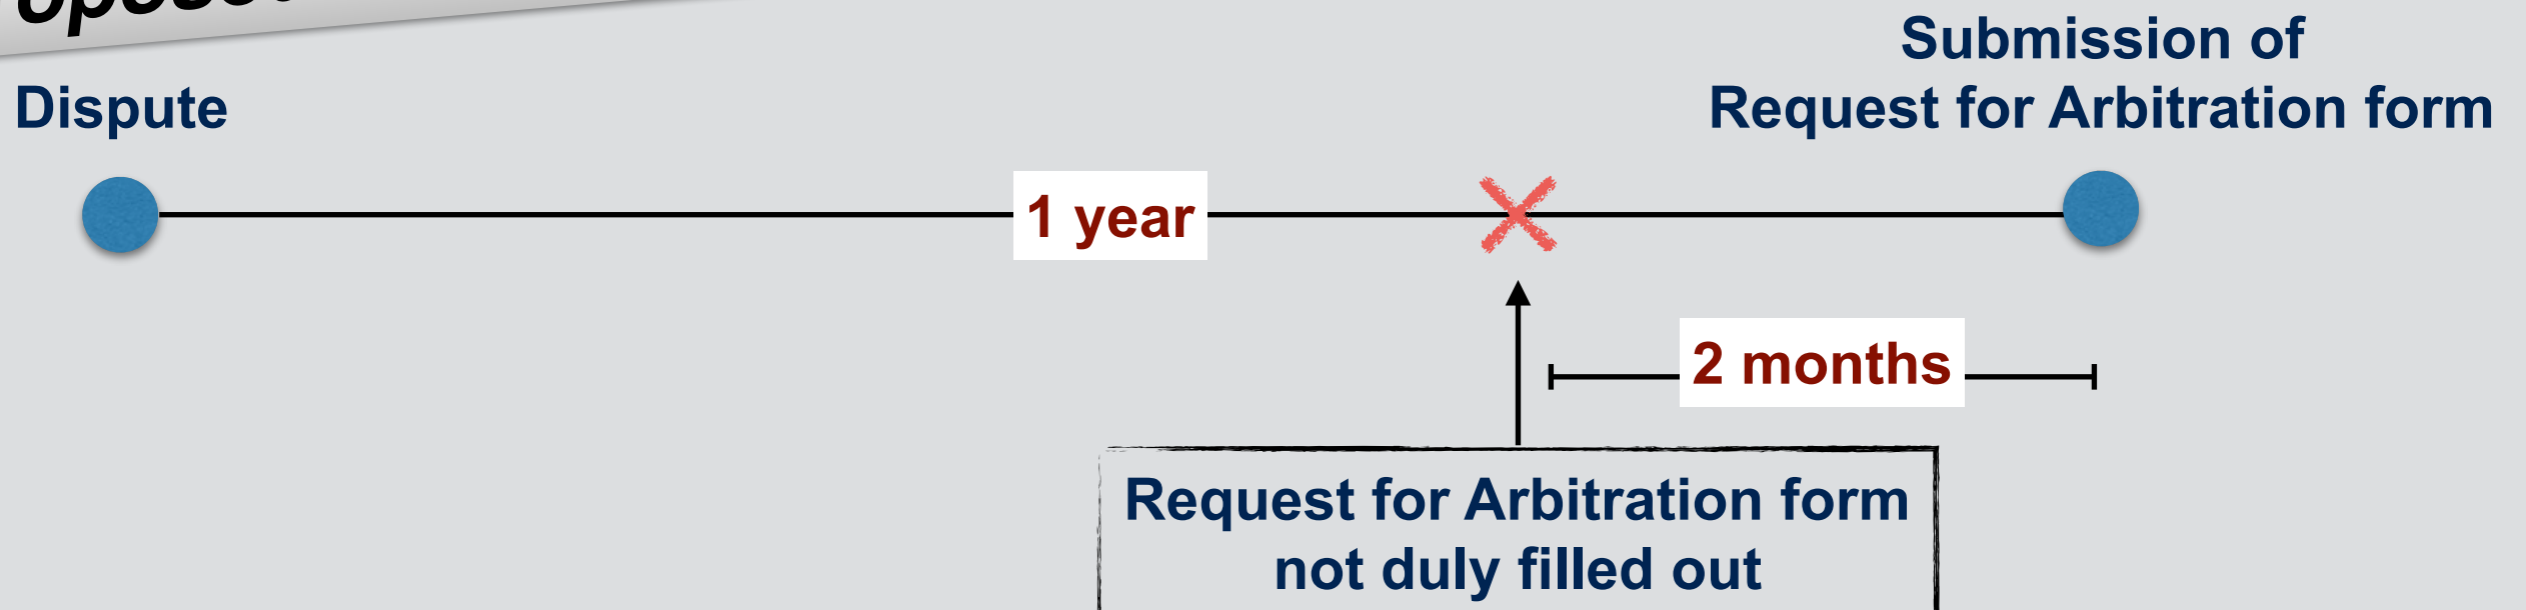 Submission of
Dispute
Request for Arbitration form
1 year
2 months
Request for Arbitration form
not duly filled out